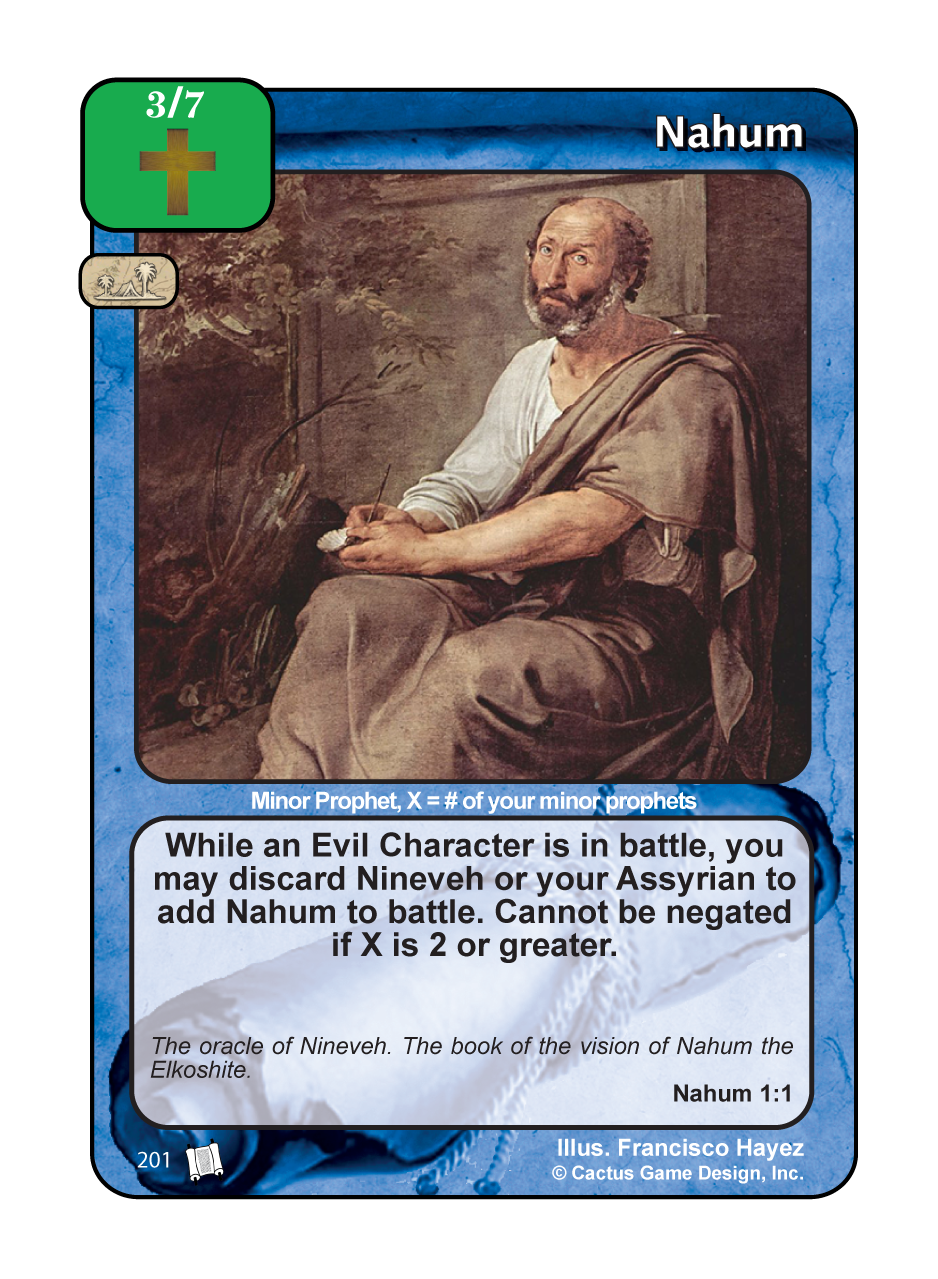 3/7
Nahum
Minor Prophet, X = # of your minor prophets
While an Evil Character is in battle, you
may discard Nineveh or your Assyrian to
add Nahum to battle. Cannot be negated
if X is 2 or greater.
The oracle of Nineveh. The book of the vision of Nahum the
Elkoshite.
Nahum 1:1
201
Illus. Francisco Hayez
© Cactus Game Design, Inc.